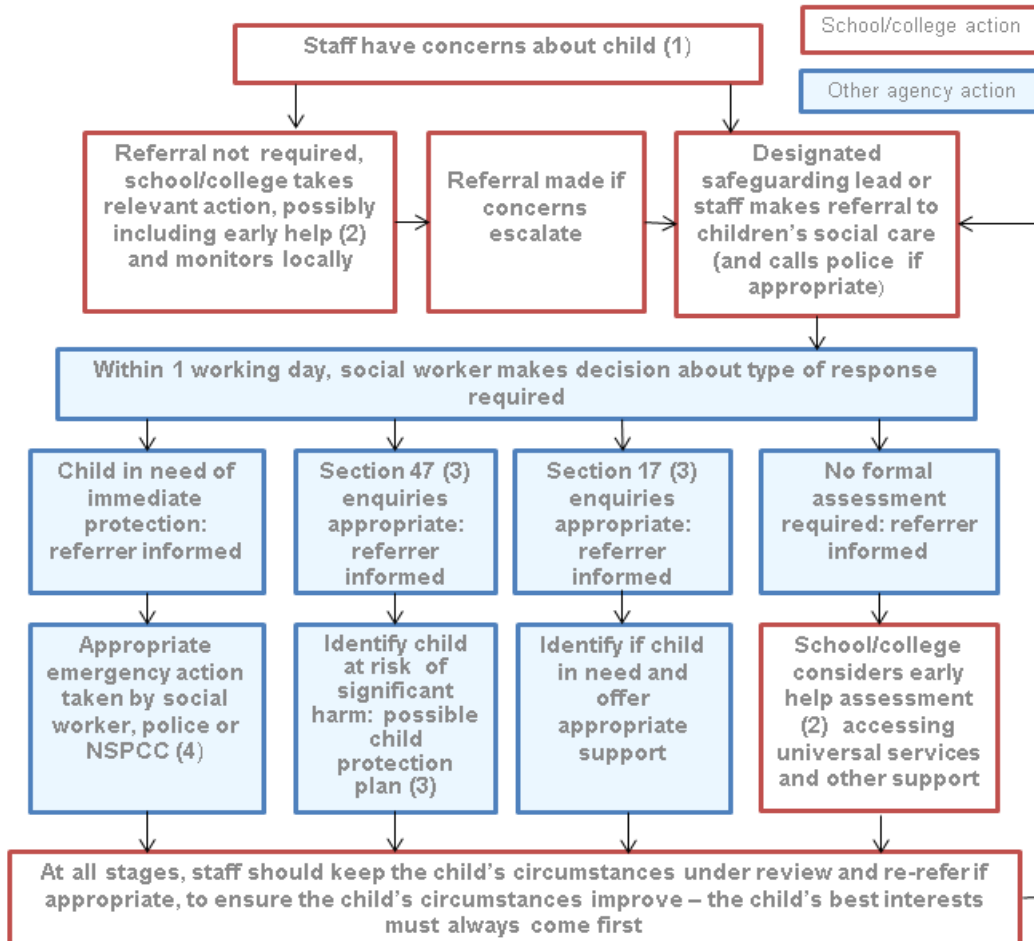 School/college action
Staff have concerns about child (1)
Other agency action
Referral not required,
school/college takes
relevant action, possibly
including early help (2)
and monitors locally
Referral made if
concerns
escalate
Designated
safeguarding lead or
staff makes referral to
children's social care
(and calls police if
appropriate)
Within 1 working day, social worker makes decision about type of response
required
Child in need of
immediate
protection:
referrer informed
Section 47 (3)
enquiries
appropriate:
referrer
informed
Section 17 (3)
enquiries
appropriate:
referrer
informed
No formal
assessment
required: referrer
informed
Appropriate
emergency action
taken by social
worker, police or
NSPCC (4)
Identify child
at risk of
significant
harm: possible
child
protection
plan (3)
Identify if child
in need and
offer
appropriate
support
School/college
considers early
help assessment
(2) accessing
universal services
and other support
At all stages, staff should keep the child's circumstances under review and re-refer if
appropriate, to ensure the child's circumstances improve – the child's best interests
must always come first